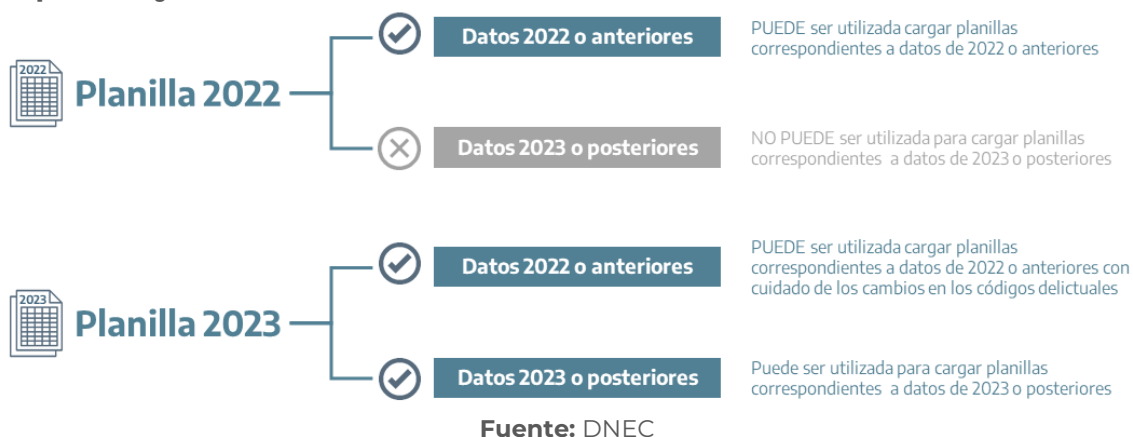 PUEDE ser utilizada cargar planillas
correspondientes a datos de 2022 o anteriores
Datos 2022 o anteriores
2022
Planilla 2022
Datos 2023 o posteriores
NO PUEDE ser utilizada para cargar planillas
correspondientes a datos de 2023 o posteriores
PUEDE ser utilizada cargar planillas
correspondientes a datos de 2022 o anteriores con
cuidado de los cambios en los códigos delictuales
Datos 2022 o anteriores
2023
Planilla 2023
Datos 2023 o posteriores
Puede ser utilizada para cargar planillas
correspondientes a datos de 2023 o posteriores
Fuente: DNEC